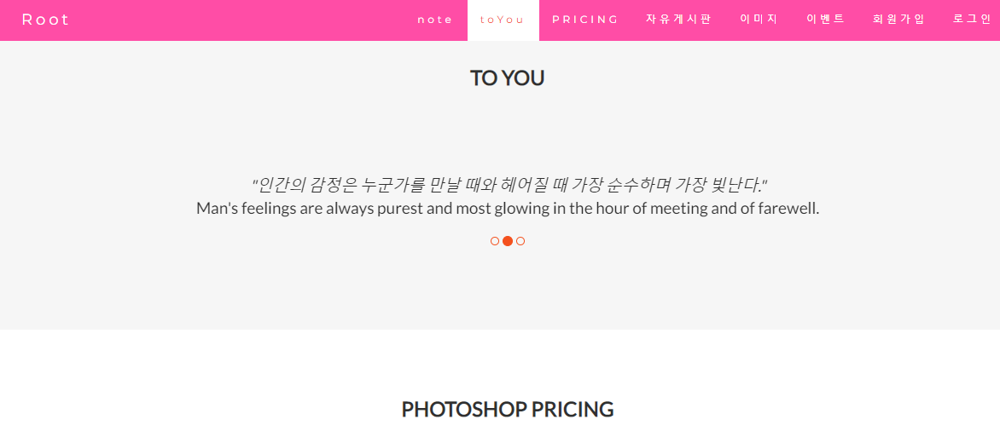 Root note toYou PRICING 자유게시판 이미지 이벤트 회원가입 로그인
TO YOU
"인간의 감정은 누군가를 만날 때와 헤어질 때 가장 순수하며 가장 빛난다."
Man's feelings are always purest and most glowing in the hour of meeting and of farewell.
PHOTOSHOP PRICING